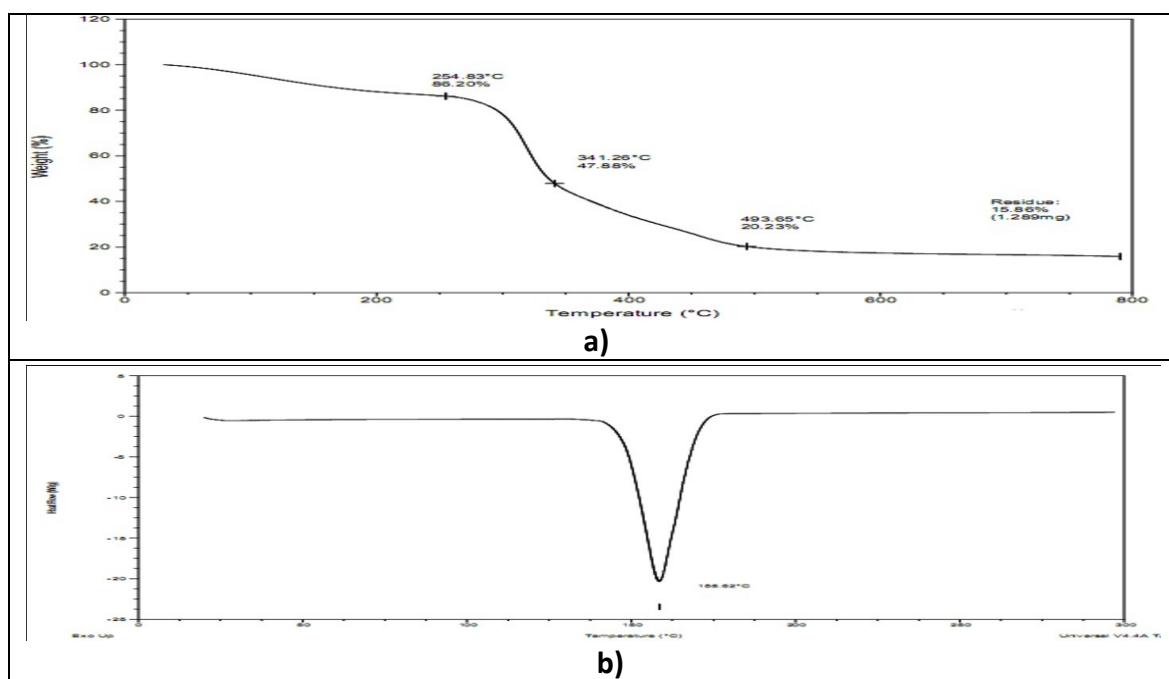 120
100
80
60
40
20
0
Weight (%)
254.83°C
86.20%
341.26°C
47.88%
493.65°C
20.23%
Residue:
15.86%
(1.289mg)
0 200 400 600 800
Temperature (°C)
a)
5
0
-5
-10
-15
-20
-25
Heat Flow (W/g)
0 50 100 150 200 250 300
Exo Up
Temperature (°C)
Universal V4.4A T
b)